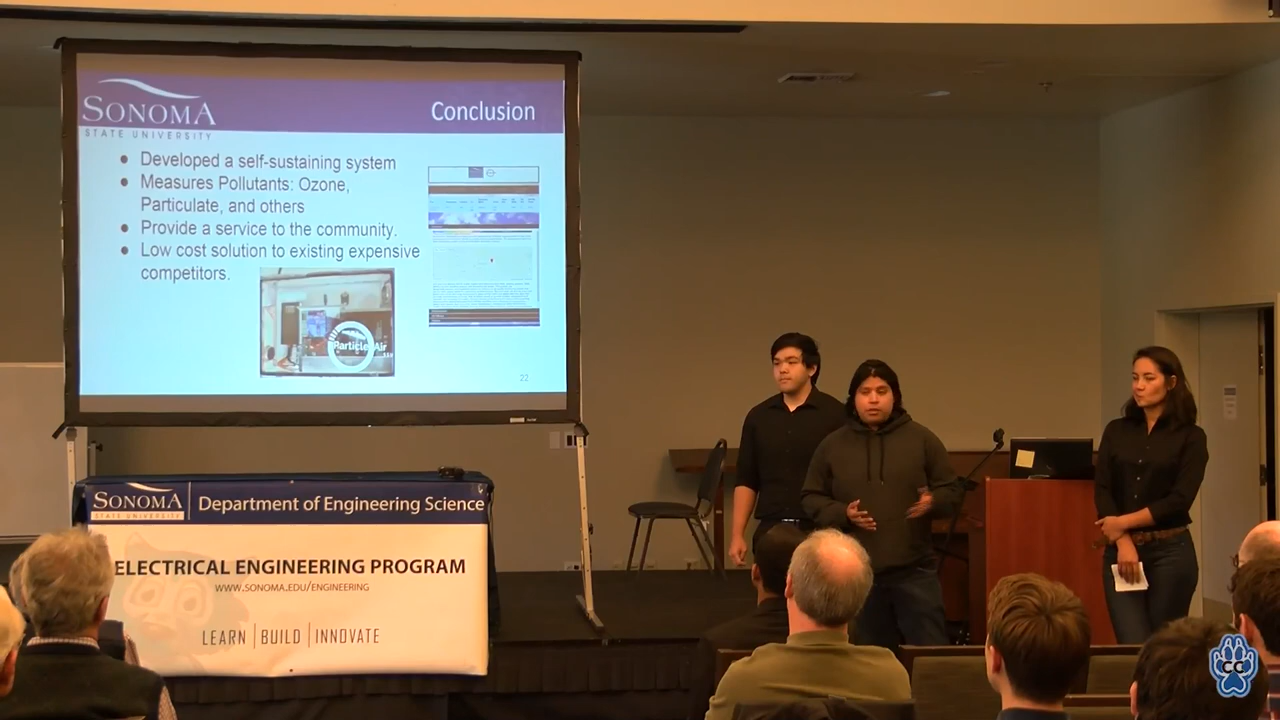 SONOMA
STATE UNIVERSITY
Conclusion
● Developed a self-sustaining system
● Measures Pollutants: Ozone,
Particulate, and others
● Provide a service to the community.
● Low cost solution to existing expensive
competitors.
Particle Air
22
SONOMA
STATE UNIVERSITY
Department of Engineering Science
ELECTRICAL ENGINEERING PROGRAM
WWW.SONOMA.EDU/ENGINEERING
LEARN | BUILD | INNOVATE
CC